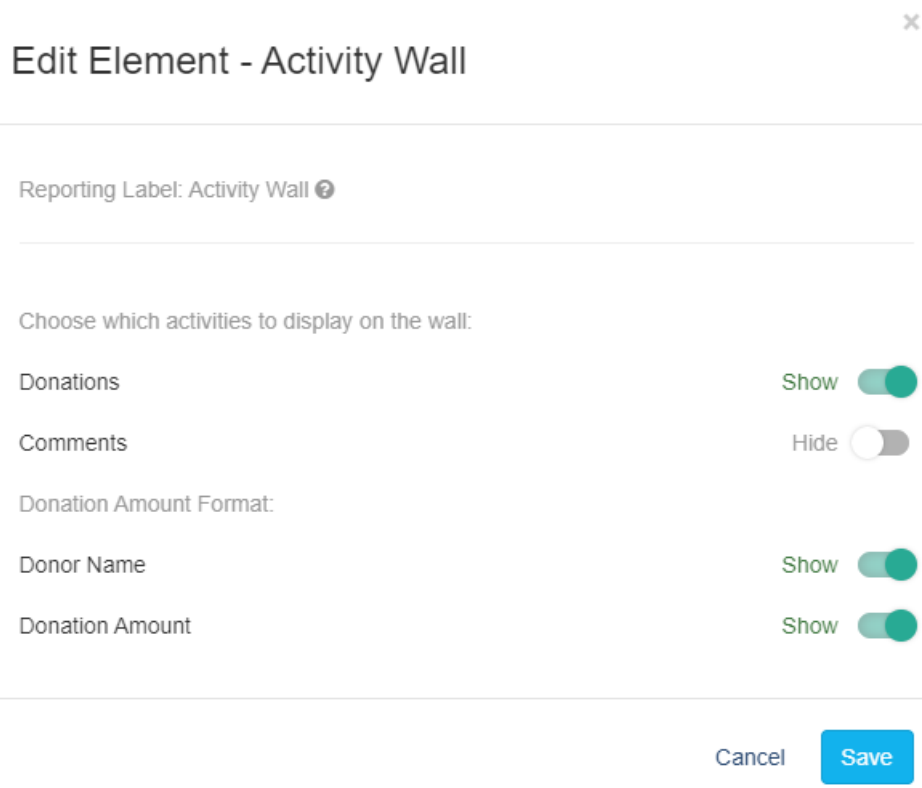 Edit Element - Activity Wall
Reporting Label: Activity Wall
Choose which activities to display on the wall:
Donations Show
Comments Hide
Donation Amount Format:
Donor Name Show
Donation Amount Show
Cancel Save